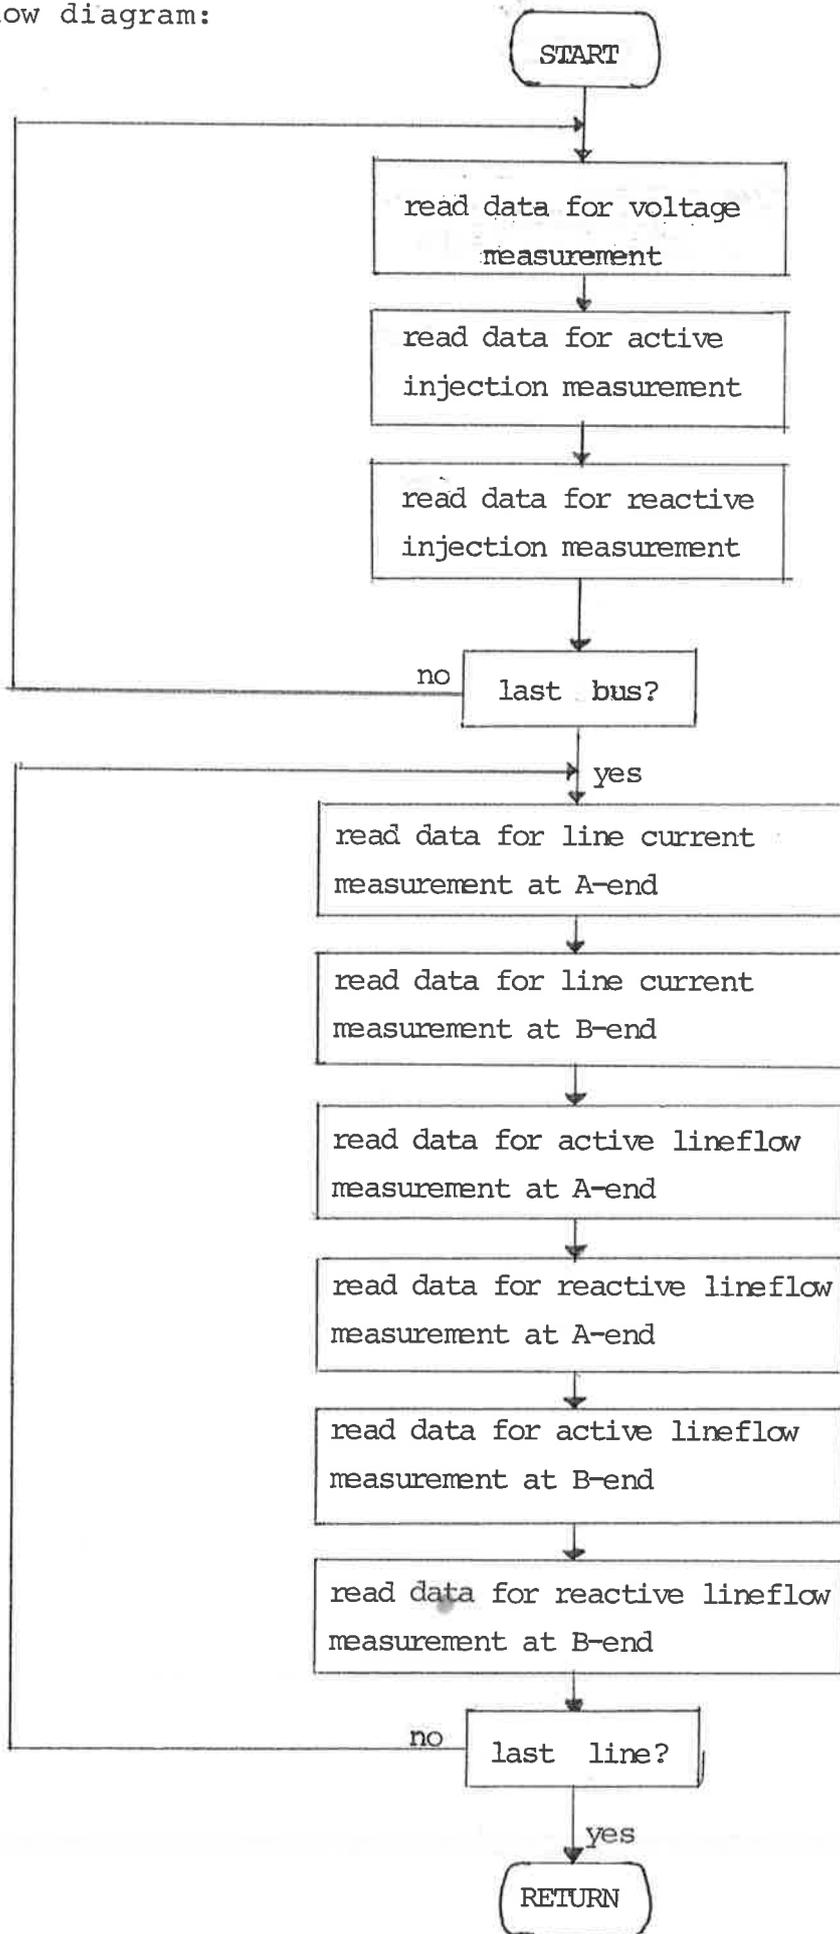 ow diagram:
START
read data for voltage
measurement
read data for active
injection measurement
read data for reactive
injection measurement
no
last bus?
yes
read data for line current
measurement at A-end
read data for line current
measurement at B-end
read data for active lineflow
measurement at A-end
read data for reactive lineflow
measurement at A-end
read data for active lineflow
measurement at B-end
read data for reactive lineflow
measurement at B-end
no
last line?
yes
RETURN